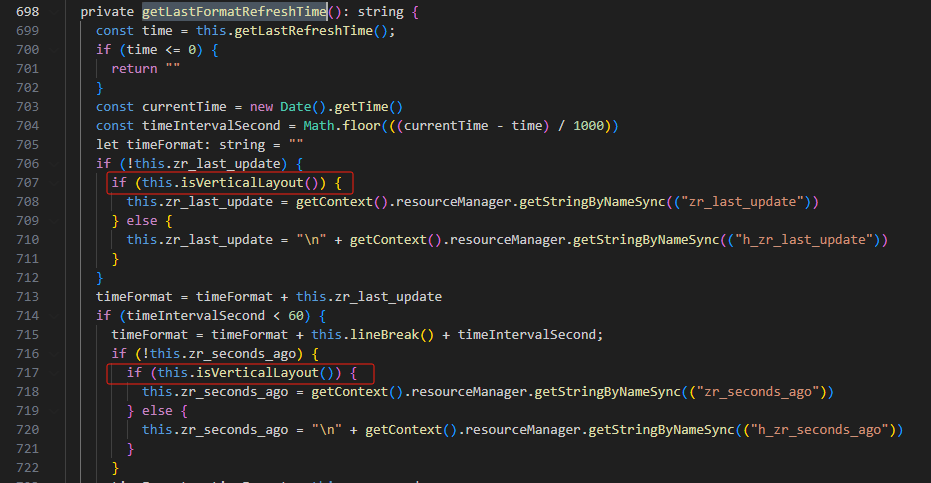 698 private getLastFormatRefreshTime(): string {
699 const time = this.getLastRefreshTime();
700 if (time <= 0) {
701 return ""
702 }
703 const currentTime = new Date().getTime()
704 const timeIntervalSecond = Math.floor(((currentTime - time) / 1000))
705 let timeFormat: string = ""
706 if (!this.zr_last_update) {
707 if (this.isVerticalLayout()) {
708 this.zr_last_update = getContext().resourceManager.getStringByNameSync(("zr_last_update"))
709 } else {
710 this.zr_last_update = "\n" + getContext().resourceManager.getStringByNameSync(("h_zr_last_update"))
711 }
712 }
713 timeFormat = timeFormat + this.zr_last_update
714 if (timeIntervalSecond < 60) {
715 timeFormat = timeFormat + this.lineBreak() + timeIntervalSecond;
716 if (!this.zr_seconds_ago) {
717 if (this.isVerticalLayout()) {
718 this.zr_seconds_ago = getContext().resourceManager.getStringByNameSync(("zr_seconds_ago"))
719 } else {
720 this.zr_seconds_ago = "\n" + getContext().resourceManager.getStringByNameSync(("h_zr_seconds_ago"))
721 }
722 }